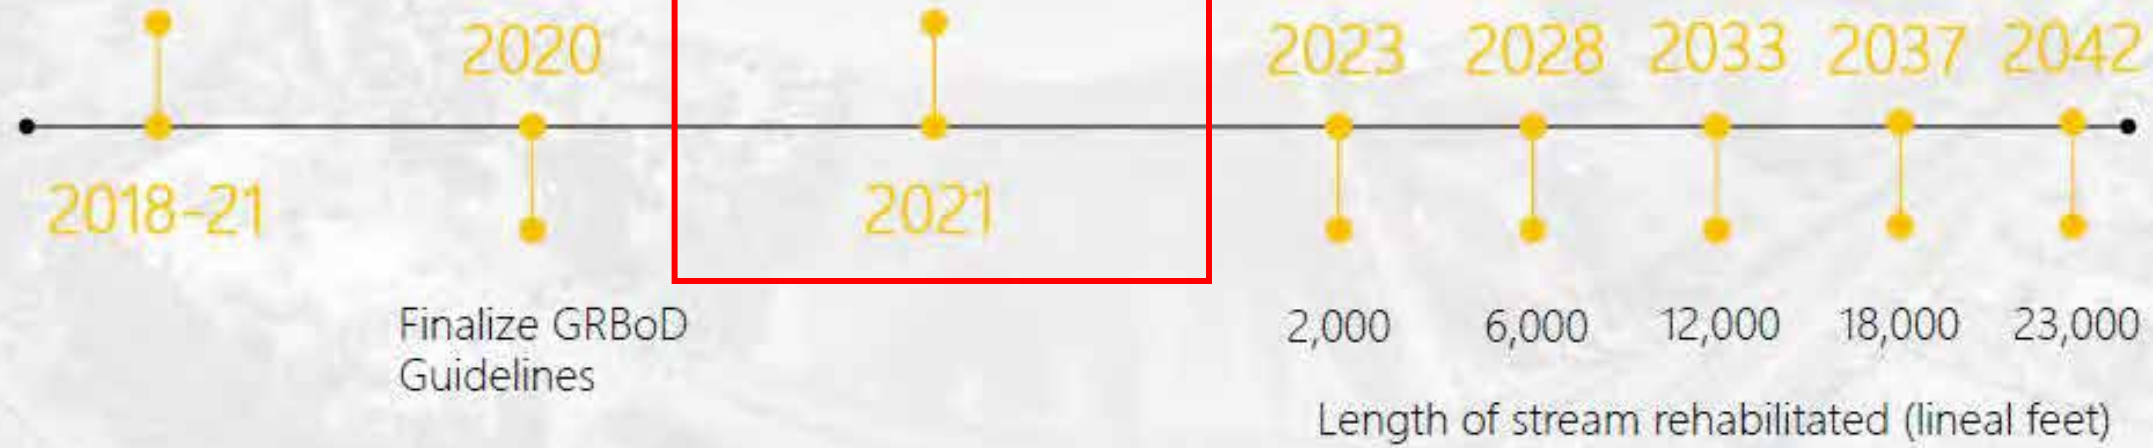 2020 2023 2028 2033 2037 2042
2018-21 2021
Finalize GRBoD 2,000 6,000 12,000 18,000 23,000
Guidelines
Length of stream rehabilitated (lineal feet)